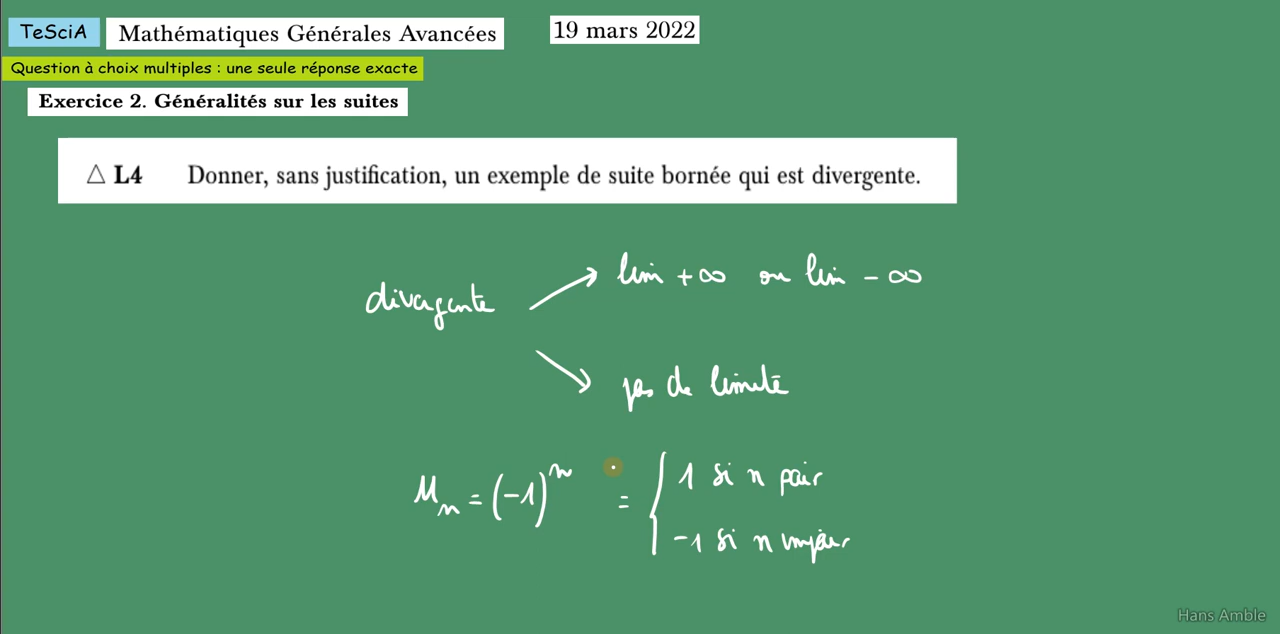 TeSciA Mathématiques Générales Avancées 19 mars 2022
Question à choix multiples : une seule réponse exacte
Exercice 2. Généralités sur les suites
△ L4 Donner, sans justification, un exemple de suite bornée qui est divergente.
lim +∞ ou lim -∞
divergente
pas de limite
Un = (-1)^n = { 1 si n pair
-1 si n impair
Hans Amble